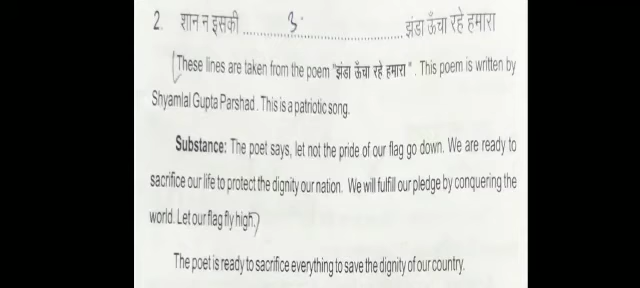 2. शान न इसकी ......3...... झंडा ऊँचा रहे हमारा
(These lines are taken from the poem "झंडा ऊँचा रहे हमारा". This poem is written by
Shyamlal Gupta Parshad. This is a patriotic song.
Substance: The poet says, let not the pride of our flag go down. We are ready to
sacrifice our life to protect the dignity our nation. We will fulfill our pledge by conquering the
world. Let our flag fly high.)
The poet is ready to sacrifice everything to save the dignity of our country.